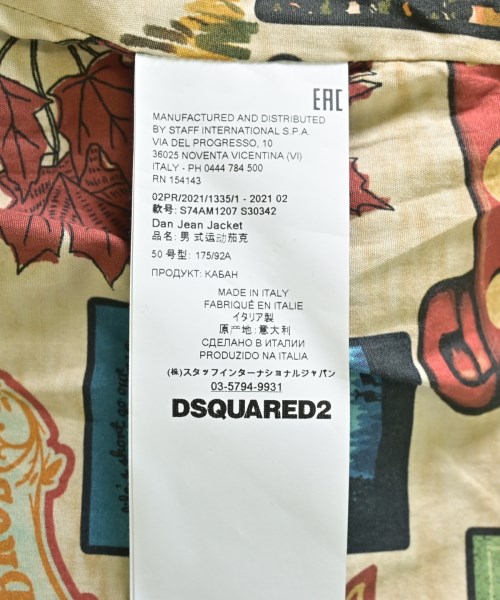 EAC
MANUFACTURED AND DISTRIBUTED
BY STAFF INTERNATIONAL S.P.A.
VIA DEL PROGRESSO, 10
36025 NOVENTA VICENTINA (VI)
ITALY - PH 0444 784 500
RN 154143
02PR/2021/1335/1 - 2021 02
款号: S74AM1207 S30342
Dan Jean Jacket
品名: 男 式运动茄克
50 号型: 175/92A
ПРОДУКТ: КАБАН
MADE IN ITALY
FABRIQUÉ EN ITALIE
イタリア製
原产地:意大利
СДЕЛАНО В ИТАЛИИ
PRODUZIDO NA ITALIA
(株)スタッフインターナショナルジャパン
03-5794-9931
DSQUARED2
life's short go out